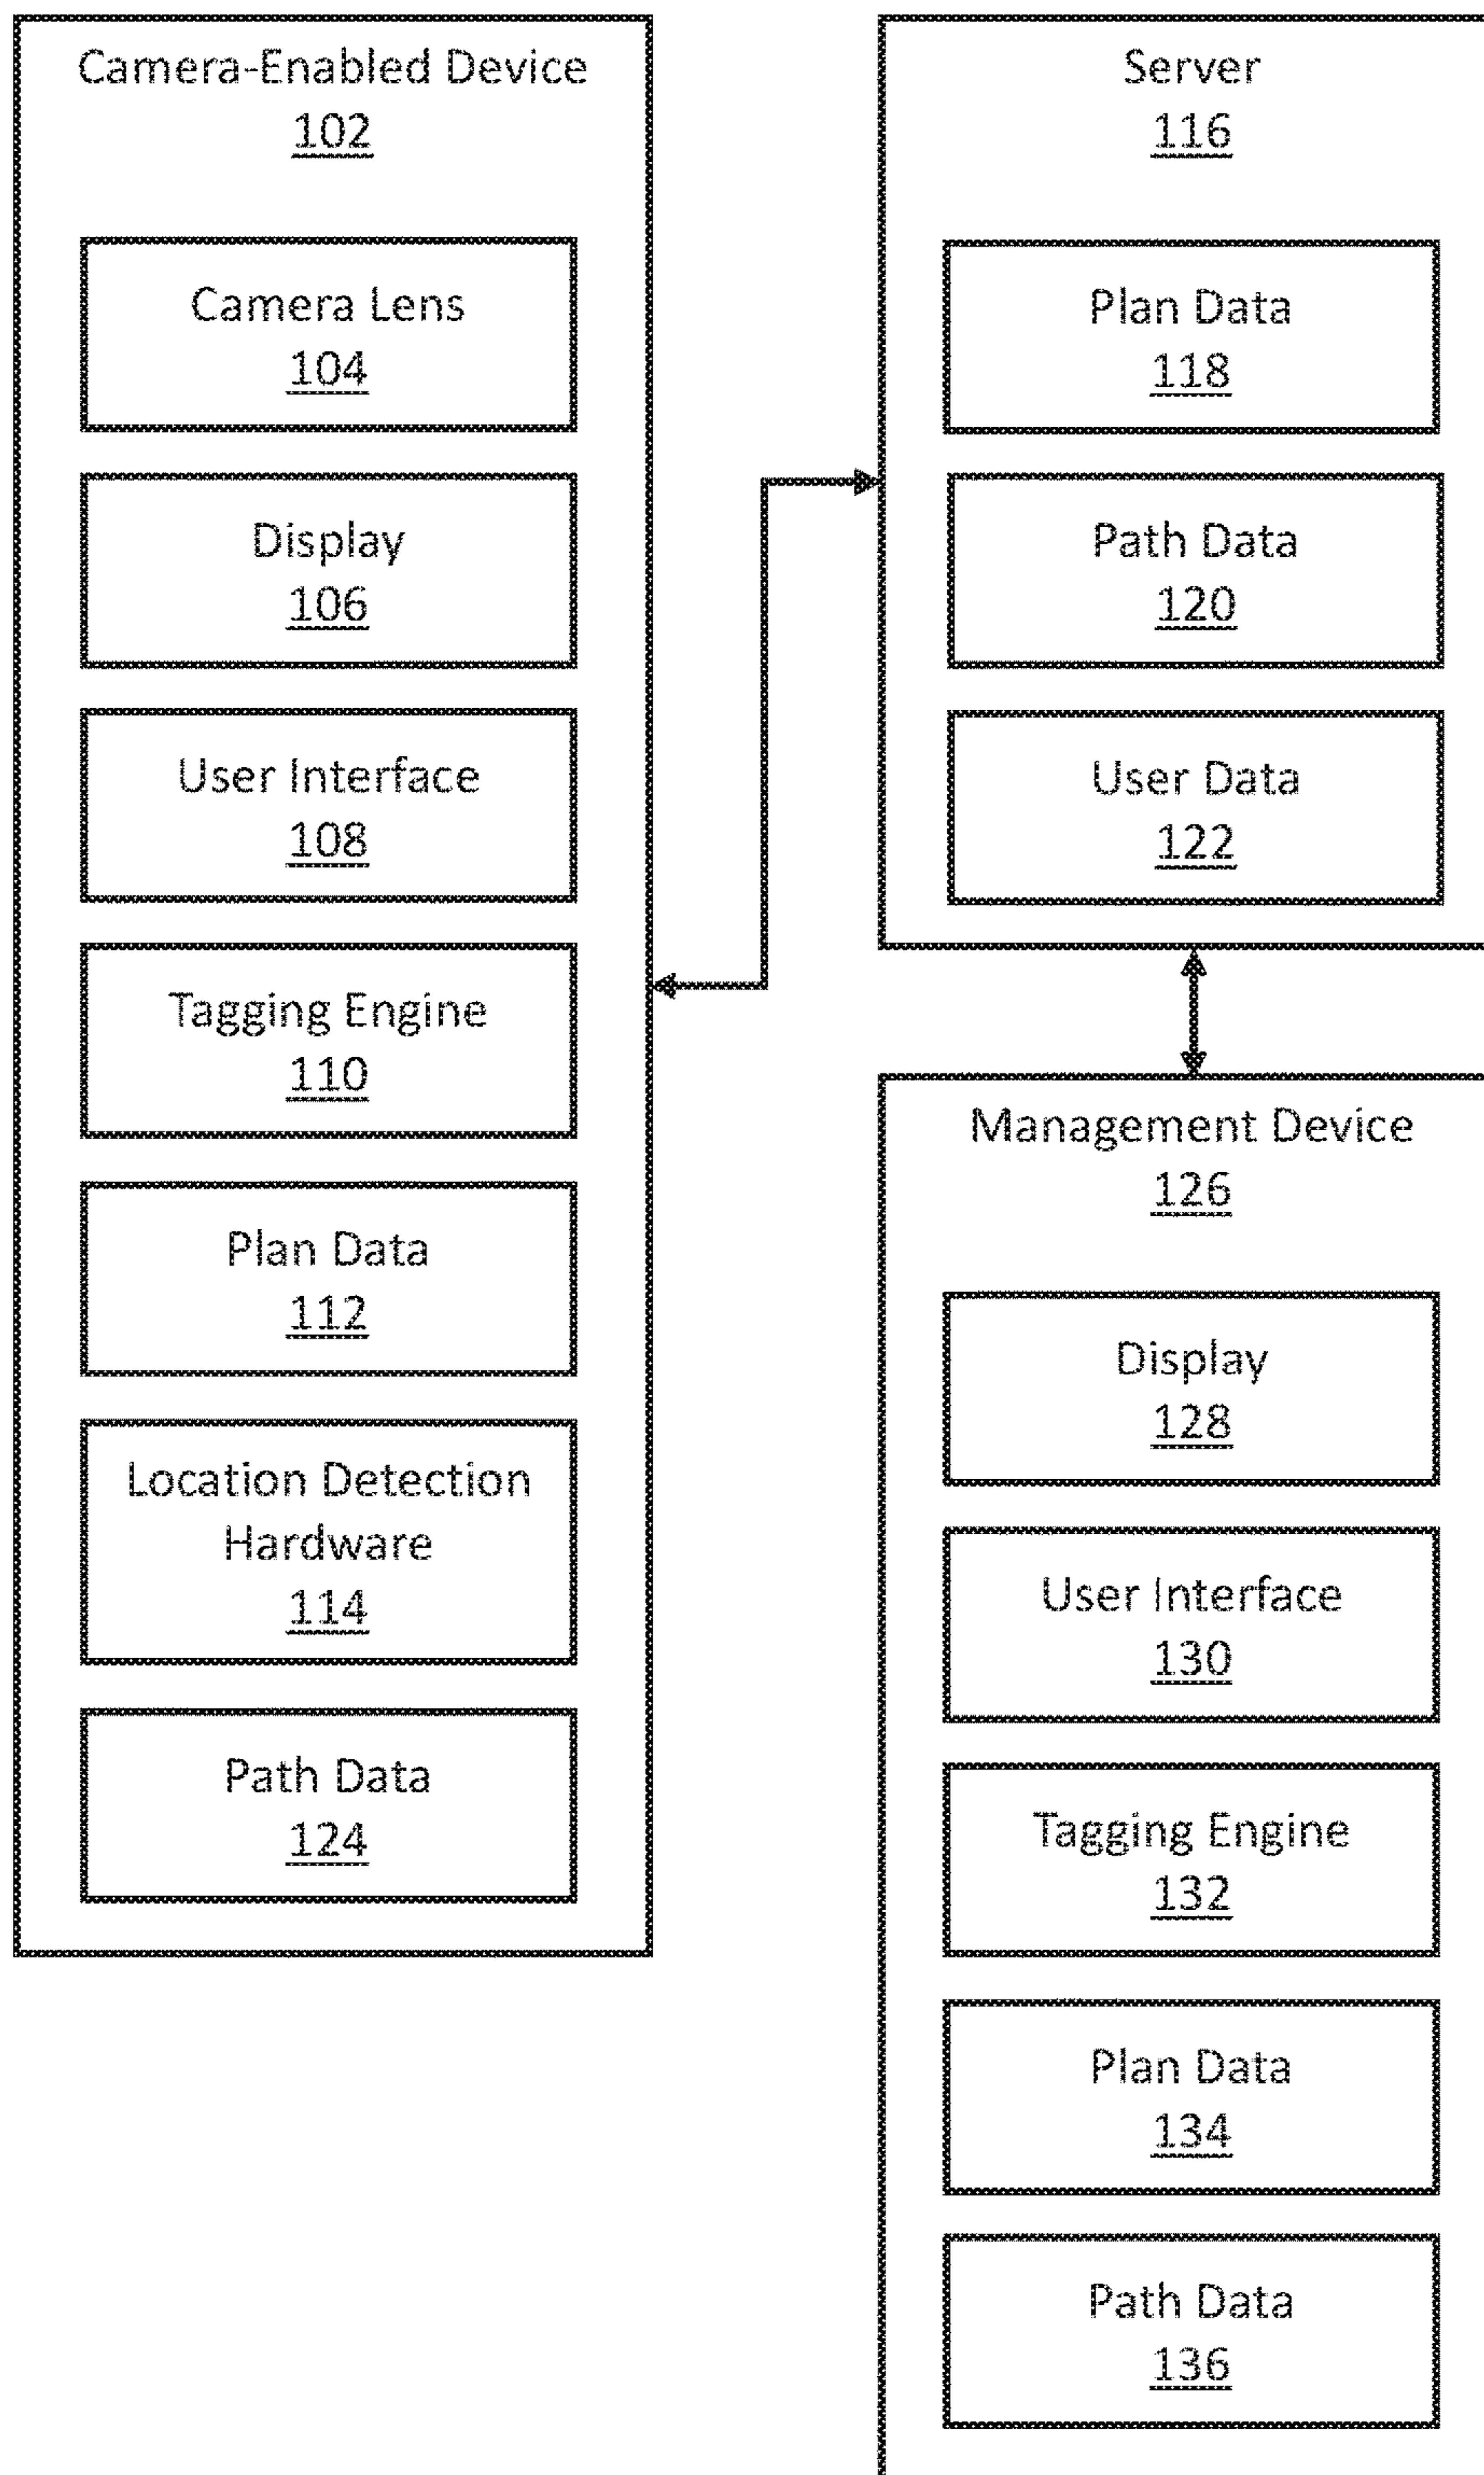 Camera-Enabled Device
102
Camera Lens
104
Display
106
User Interface
108
Tagging Engine
110
Plan Data
112
Location Detection
Hardware
114
Path Data
124
Server
116
Plan Data
118
Path Data
120
User Data
122
Management Device
126
Display
128
User Interface
130
Tagging Engine
132
Plan Data
134
Path Data
136